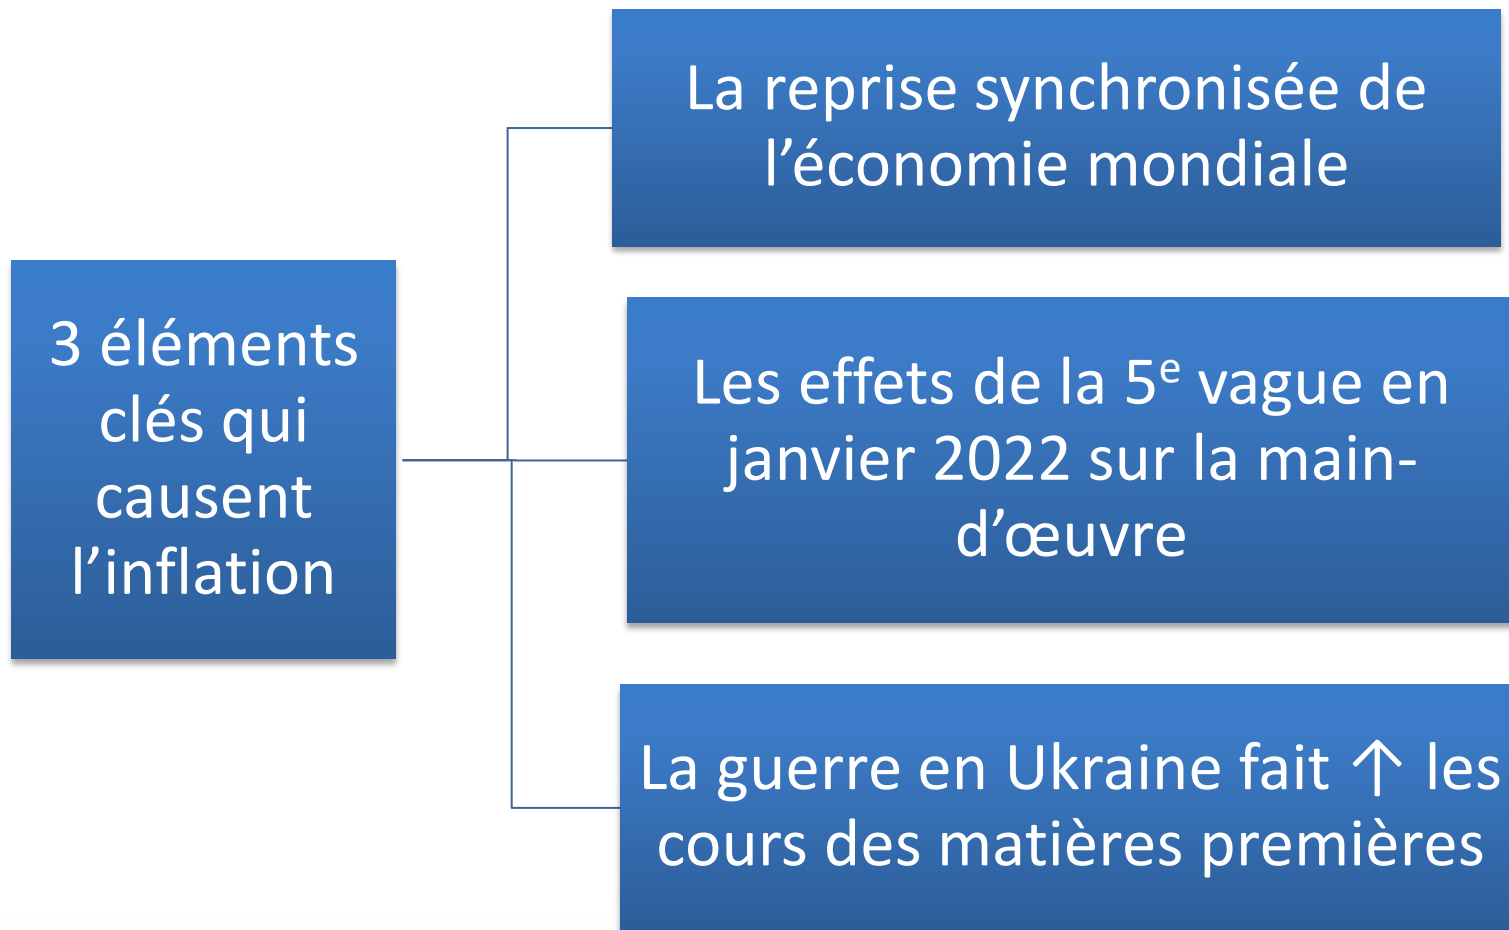 3 éléments
clés qui
causent
l’inflation
La reprise synchronisée de
l’économie mondiale
Les effets de la 5e vague en
janvier 2022 sur la main-
d’œuvre
La guerre en Ukraine fait ↑ les
cours des matières premières